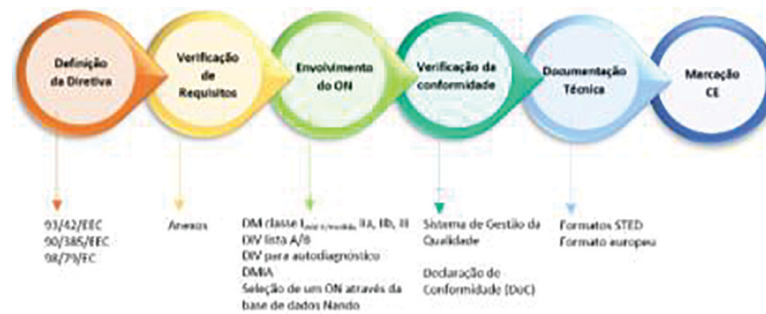 Definição
da Diretiva
Verificação
de
Requisitos
Envolvimento
do ON
Verificação da
conformidade
Documentação
Técnica
Marcação
CE
93/42/EEC
90/385/EEC
98/79/EC
Anexos
DM classe I, IIa, IIb, III
DIV lista A/B
DIV para autodiagnóstico
DMIA
Seleção de um ON através da
base de dados Nando
Sistema de Gestão da
Qualidade
Declaração de
Conformidade (DoC)
Formatos STED
Formato europeu